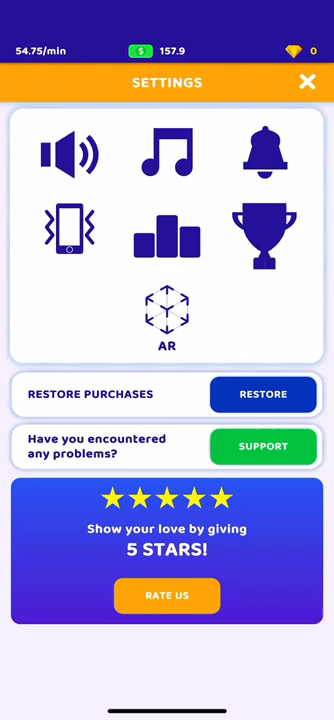 54.75/min $ 157.9 0
SETTINGS
AR
RESTORE PURCHASES RESTORE
Have you encountered
any problems?
SUPPORT
Show your love by giving
5 STARS!
RATE US